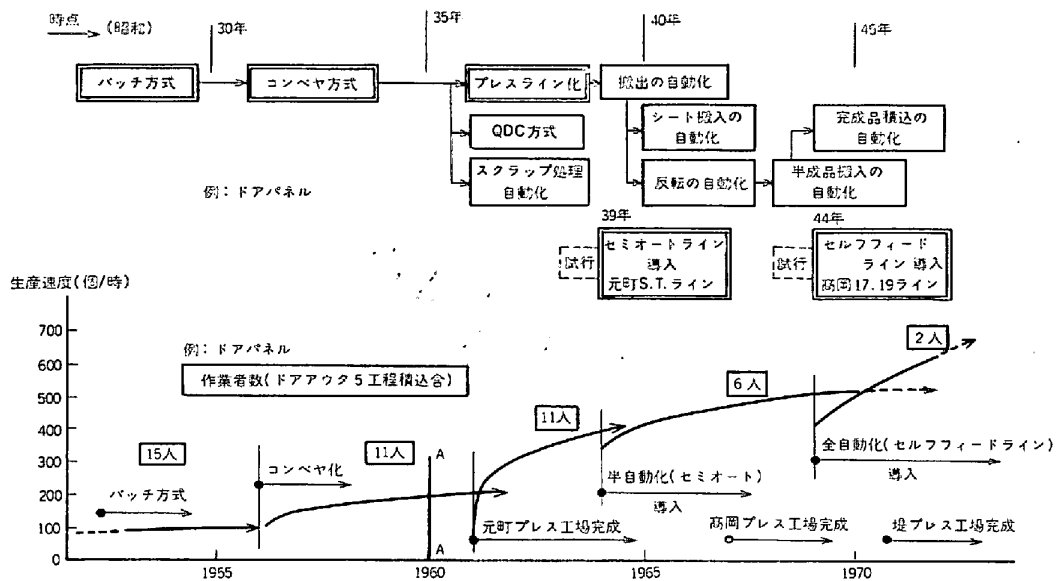 時点
(昭和)
30年
35年
40年
45年
バッチ方式
コンベヤ方式
プレスライン化
搬出の自動化
QDC方式
シート搬入の
自動化
完成品積込の
自動化
スクラップ処理
自動化
反転の自動化
半成品搬入の
自動化
例：ドアパネル
39年
44年
試行
セミオートライン
導入
元町S.T.ライン
試行
セルフフィード
ライン導入
高岡17.19ライン
生産速度(個/時)
700
600
500
400
300
200
100
0
例：ドアパネル
作業者数(ドアアウタ5工程積込含)
2人
6人
11人
15人
11人
A
コンベヤ化
バッチ方式
半自動化(セミオート)
導入
全自動化(セルフフィードライン)
導入
A
元町プレス工場完成
高岡プレス工場完成
堤プレス工場完成
1955
1960
1965
1970